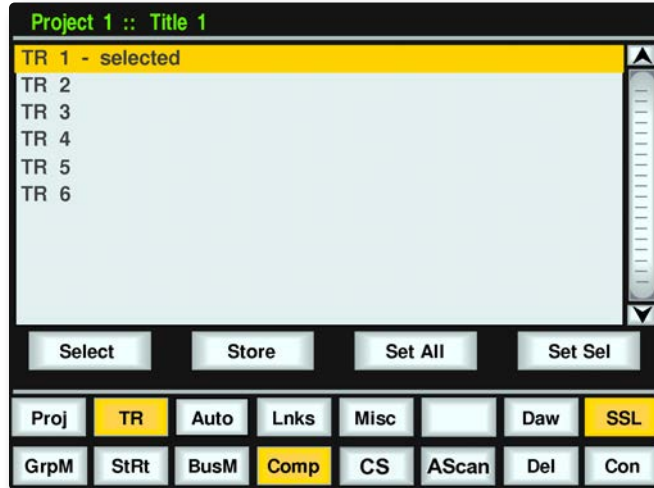 Project 1 :: Title 1
TR 1 - selected
TR 2
TR 3
TR 4
TR 5
TR 6
Select Store Set All Set Sel
Proj TR Auto Lnks Misc Daw SSL
GrpM StRt BusM Comp CS AScan Del Con